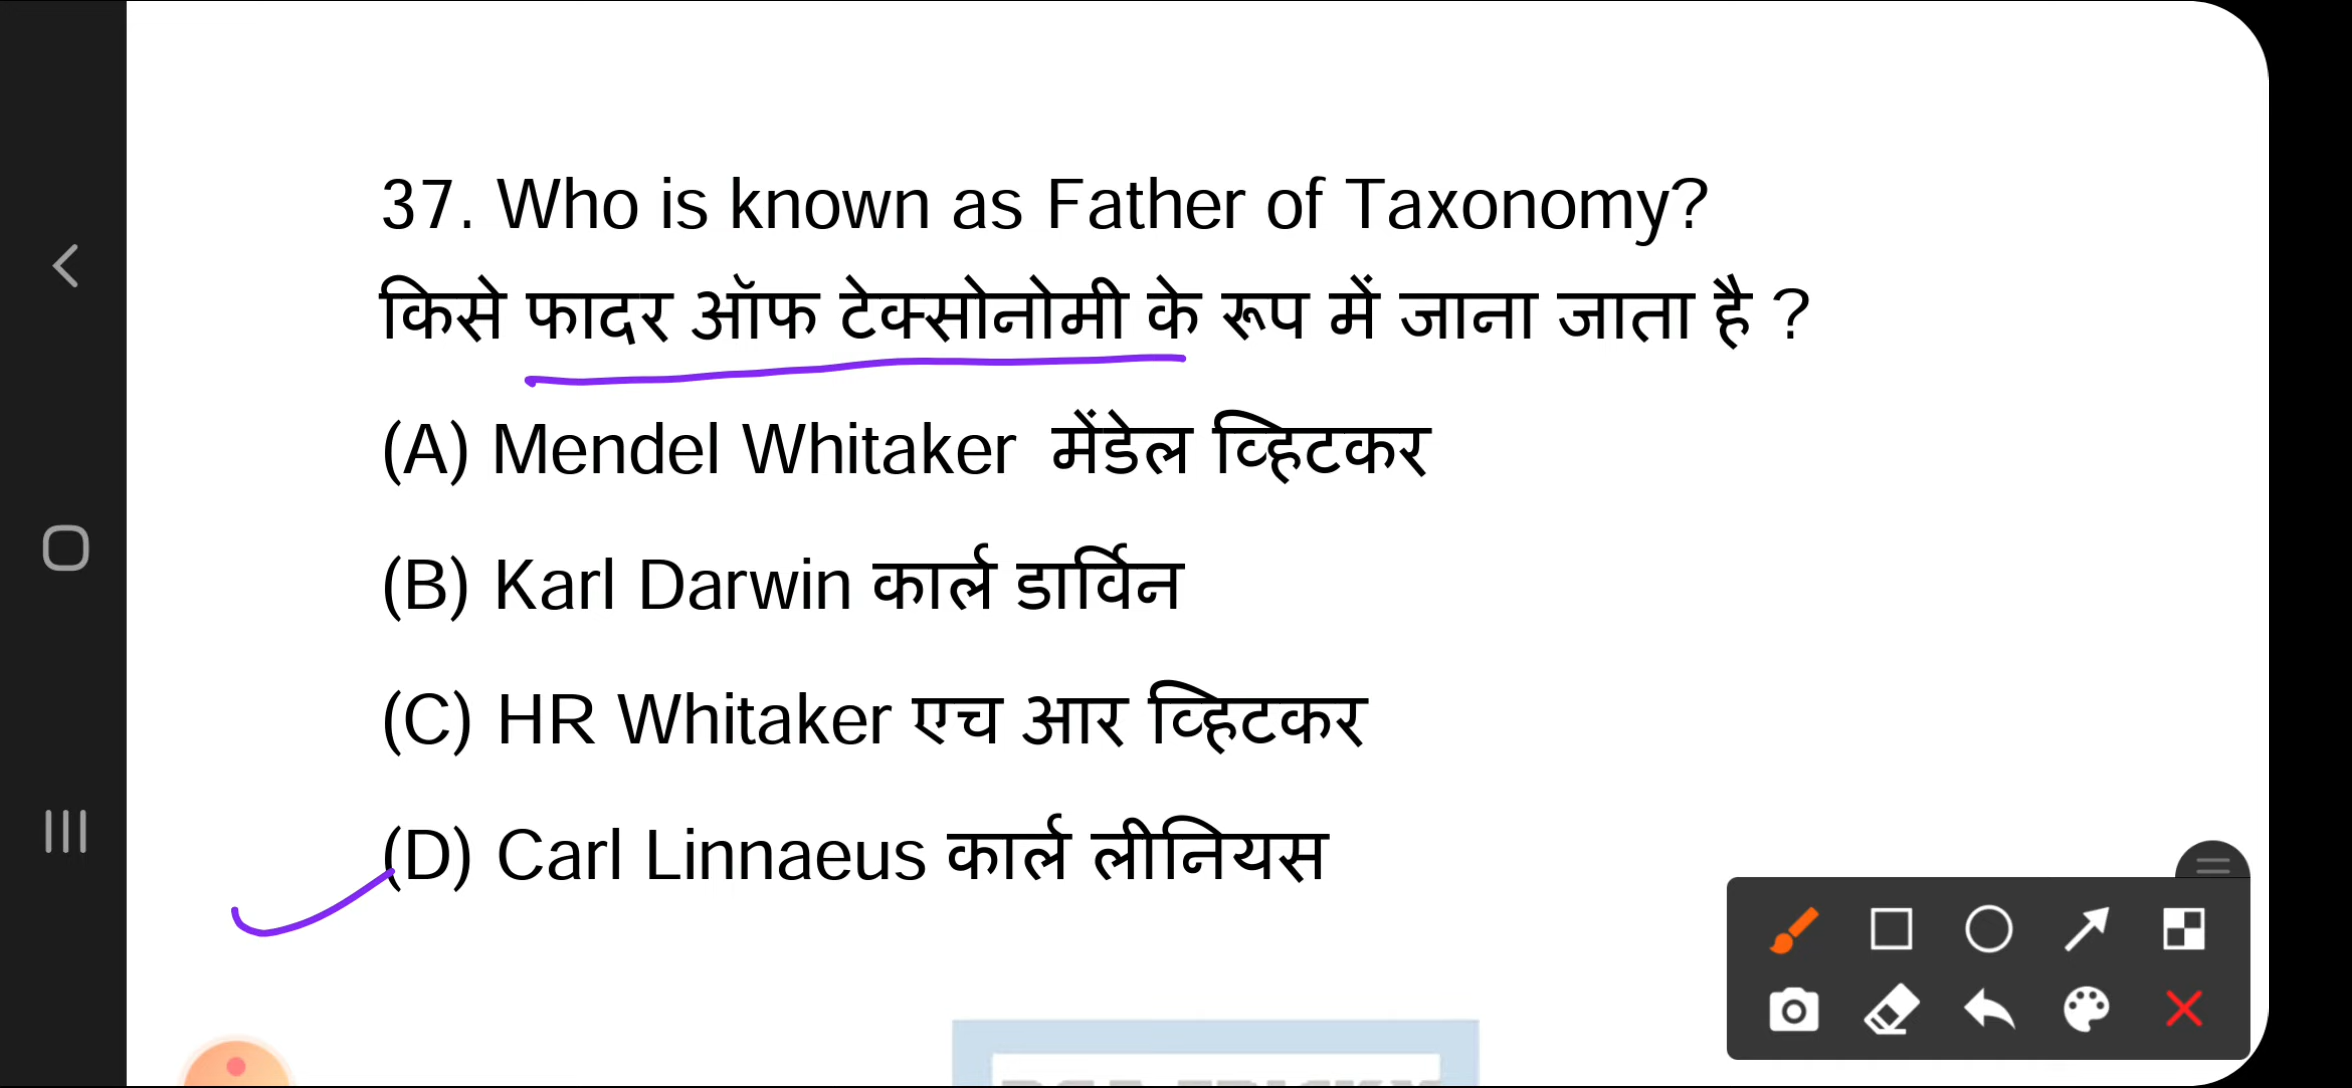 37. Who is known as Father of Taxonomy?
किसे फादर ऑफ टेक्सोनोमी के रूप में जाना जाता है ?
(A) Mendel Whitaker मेंडेल व्हिटकर
(B) Karl Darwin कार्ल डार्विन
(C) HR Whitaker एच आर व्हिटकर
(D) Carl Linnaeus कार्ल लीनियस